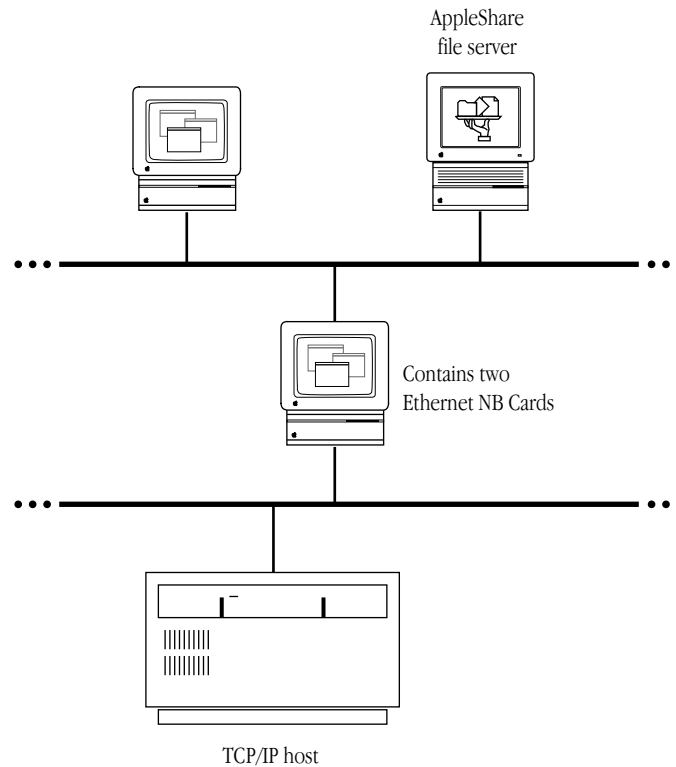 AppleShare
file server
Contains two
Ethernet NB Cards
TCP/IP host